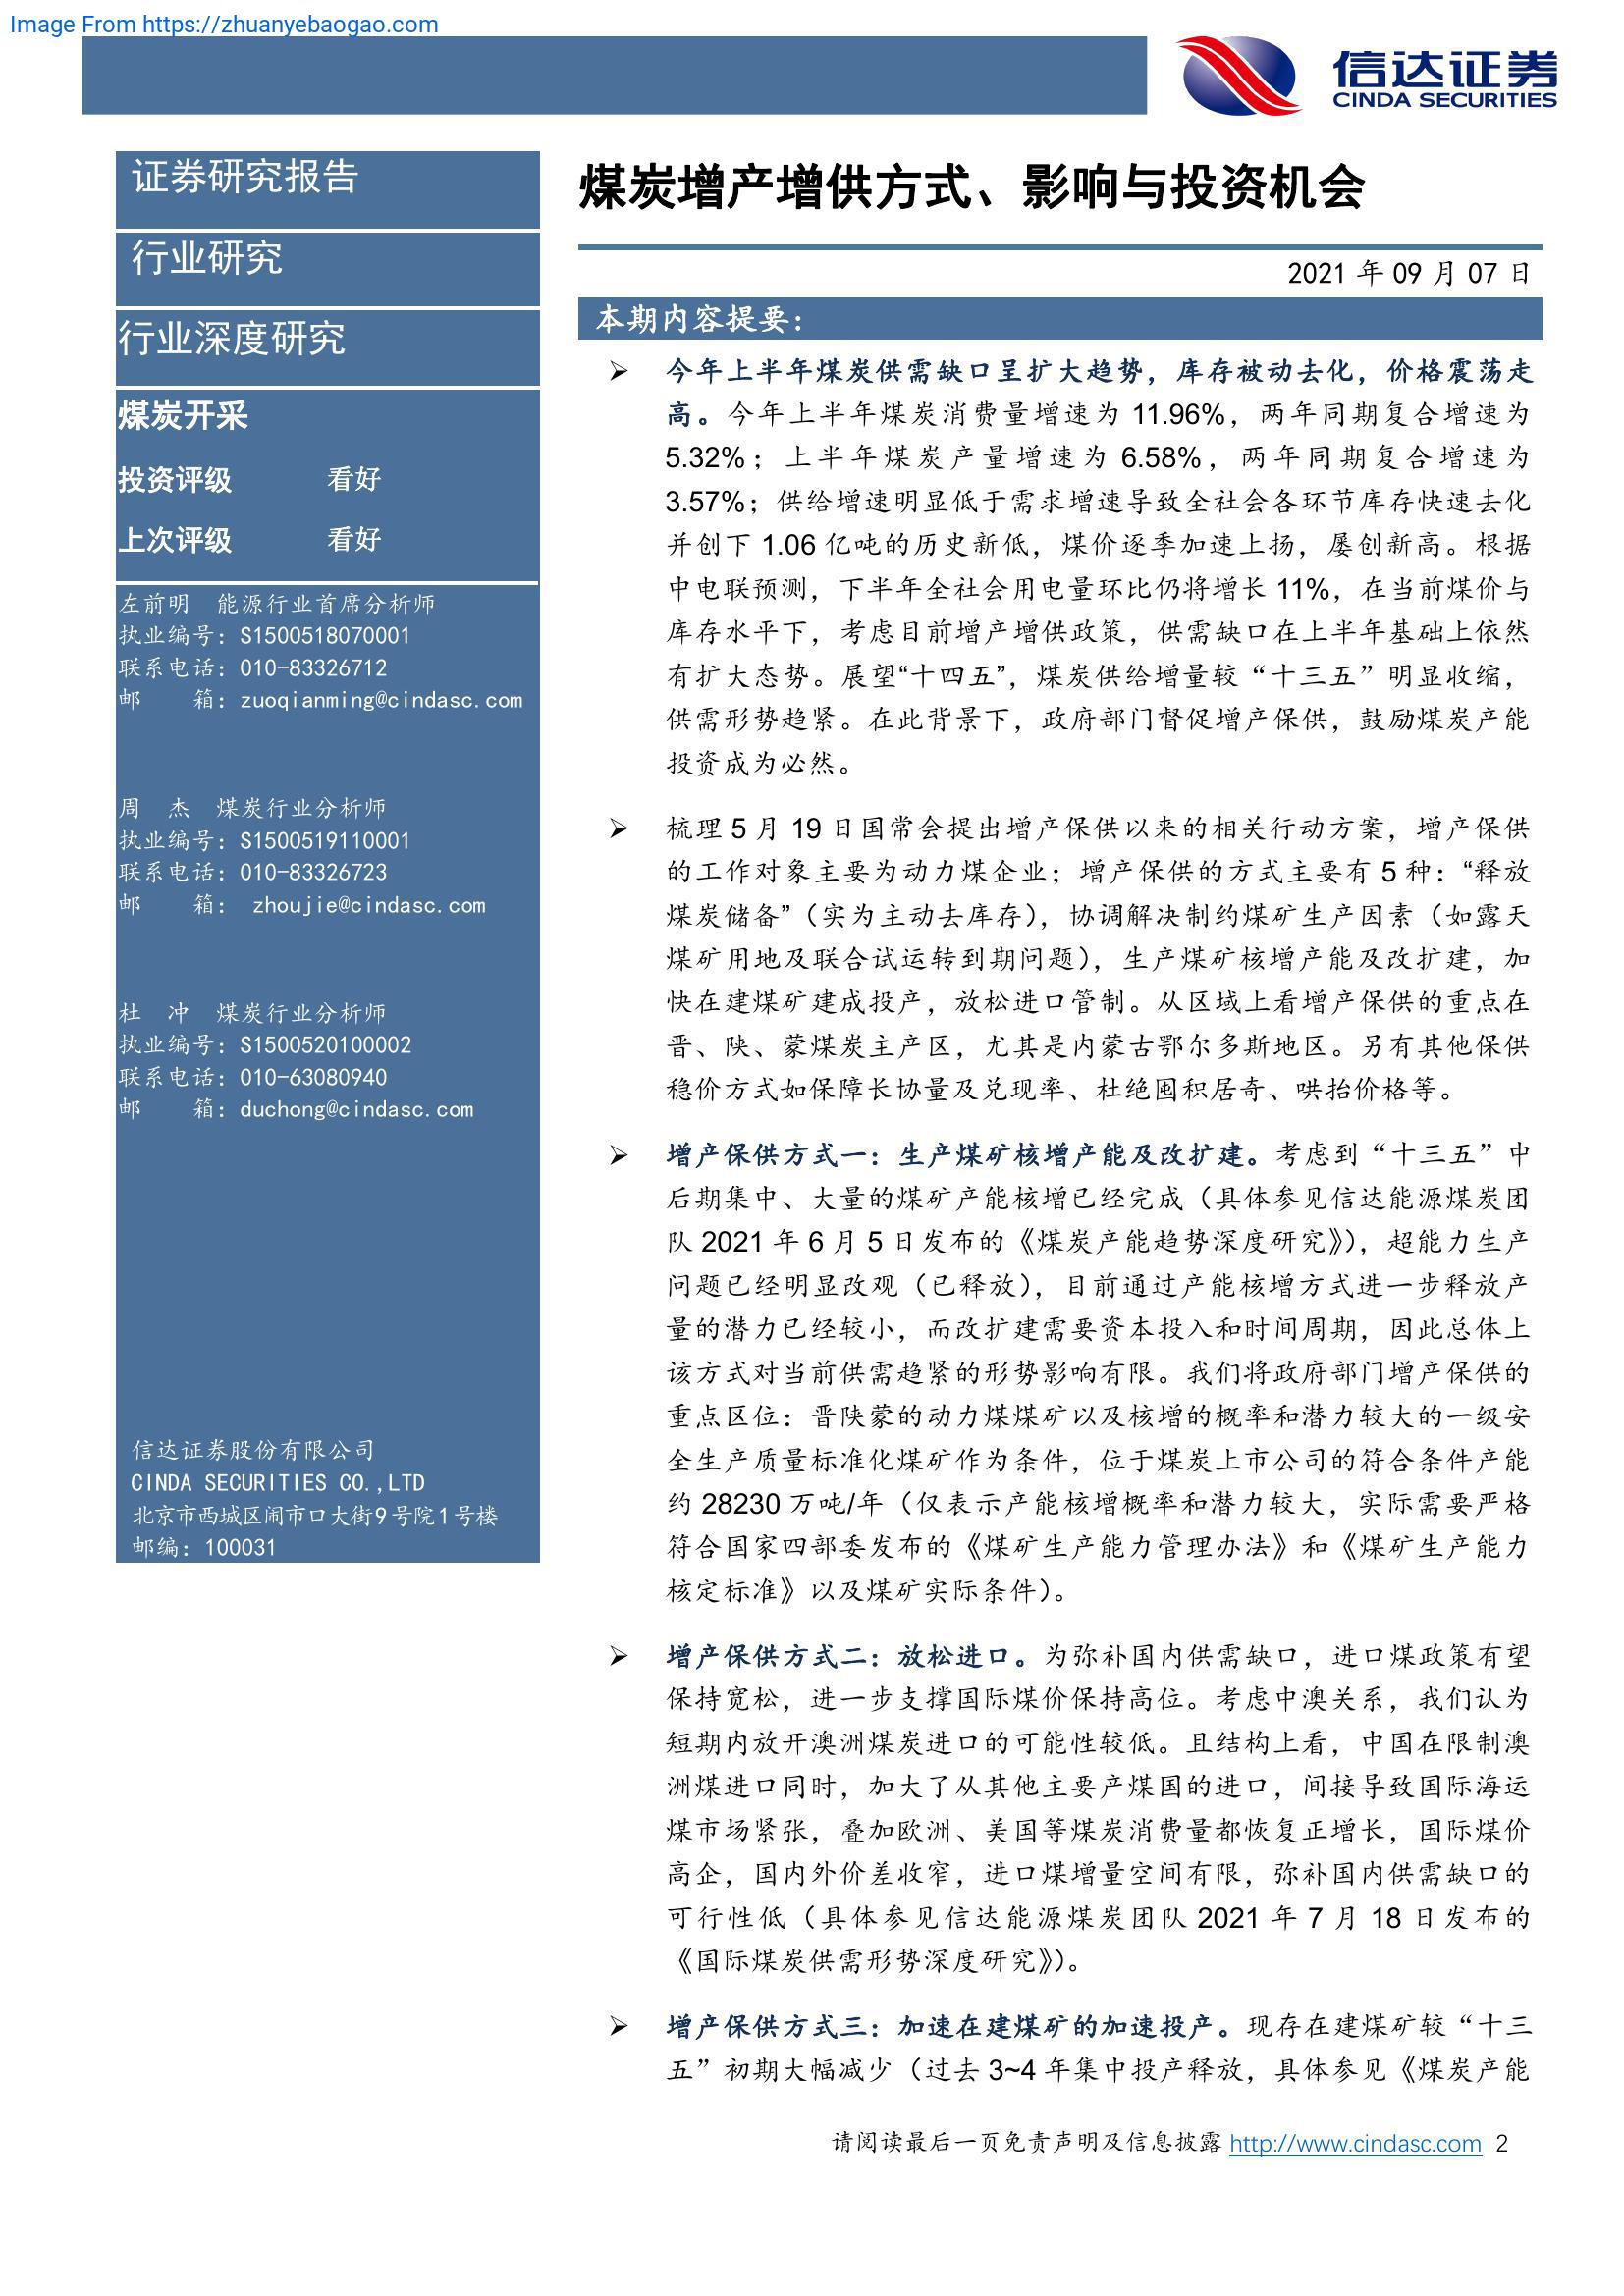 Image From https://zhuanyebaogao.com
信达证券
CINDA SECURITIES
证券研究报告
行业研究
行业深度研究
煤炭开采
投资评级 看好
上次评级 看好
左前明 能源行业首席分析师
执业编号：S1500518070001
联系电话：010-83326712
邮 箱：zuoqianming@cindasc.com
周 杰 煤炭行业分析师
执业编号：S1500519110001
联系电话：010-83326723
邮 箱： zhoujie@cindasc.com
杜 冲 煤炭行业分析师
执业编号：S1500520100002
联系电话：010-63080940
邮 箱：duchong@cindasc.com
信达证券股份有限公司
CINDA SECURITIES CO.,LTD
北京市西城区闹市口大街9号院1号楼
邮编：100031
煤炭增产增供方式、影响与投资机会
2021 年 09 月 07 日
本期内容提要：
➢ 今年上半年煤炭供需缺口呈扩大趋势，库存被动去化，价格震荡走
高。今年上半年煤炭消费量增速为 11.96%，两年同期复合增速为
5.32%；上半年煤炭产量增速为 6.58%，两年同期复合增速为
3.57%；供给增速明显低于需求增速导致全社会各环节库存快速去化
并创下 1.06 亿吨的历史新低，煤价逐季加速上扬，屡创新高。根据
中电联预测，下半年全社会用电量环比仍将增长 11%，在当前煤价与
库存水平下，考虑目前增产增供政策，供需缺口在上半年基础上依然
有扩大态势。展望“十四五”，煤炭供给增量较“十三五”明显收缩，
供需形势趋紧。在此背景下，政府部门督促增产保供，鼓励煤炭产能
投资成为必然。
➢ 梳理 5 月 19 日国常会提出增产保供以来的相关行动方案，增产保供
的工作对象主要为动力煤企业；增产保供的方式主要有 5 种：“释放
煤炭储备”（实为主动去库存），协调解决制约煤矿生产因素（如露天
煤矿用地及联合试运转到期问题），生产煤矿核增产能及改扩建，加
快在建煤矿建成投产，放松进口管制。从区域上看增产保供的重点在
晋、陕、蒙煤炭主产区，尤其是内蒙古鄂尔多斯地区。另有其他保供
稳价方式如保障长协量及兑现率、杜绝囤积居奇、哄抬价格等。
➢ 增产保供方式一：生产煤矿核增产能及改扩建。考虑到“十三五”中
后期集中、大量的煤矿产能核增已经完成（具体参见信达能源煤炭团
队 2021 年 6 月 5 日发布的《煤炭产能趋势深度研究》），超能力生产
问题已经明显改观（已释放），目前通过产能核增方式进一步释放产
量的潜力已经较小，而改扩建需要资本投入和时间周期，因此总体上
该方式对当前供需趋紧的形势影响有限。我们将政府部门增产保供的
重点区位：晋陕蒙的动力煤煤矿以及核增的概率和潜力较大的一级安
全生产质量标准化煤矿作为条件，位于煤炭上市公司的符合条件产能
约 28230 万吨/年（仅表示产能核增概率和潜力较大，实际需要严格
符合国家四部委发布的《煤矿生产能力管理办法》和《煤矿生产能力
核定标准》以及煤矿实际条件）。
➢ 增产保供方式二：放松进口。为弥补国内供需缺口，进口煤政策有望
保持宽松，进一步支撑国际煤价保持高位。考虑中澳关系，我们认为
短期内放开澳洲煤炭进口的可能性较低。且结构上看，中国在限制澳
洲煤进口同时，加大了从其他主要产煤国的进口，间接导致国际海运
煤市场紧张，叠加欧洲、美国等煤炭消费量都恢复正增长，国际煤价
高企，国内外价差收窄，进口煤增量空间有限，弥补国内供需缺口的
可行性低（具体参见信达能源煤炭团队 2021 年 7 月 18 日发布的
《国际煤炭供需形势深度研究》）。
➢ 增产保供方式三：加速在建煤矿的加速投产。现存在建煤矿较“十三
五”初期大幅减少（过去 3~4 年集中投产释放，具体参见《煤炭产能
请阅读最后一页免责声明及信息披露 http://www.cindasc.com 2